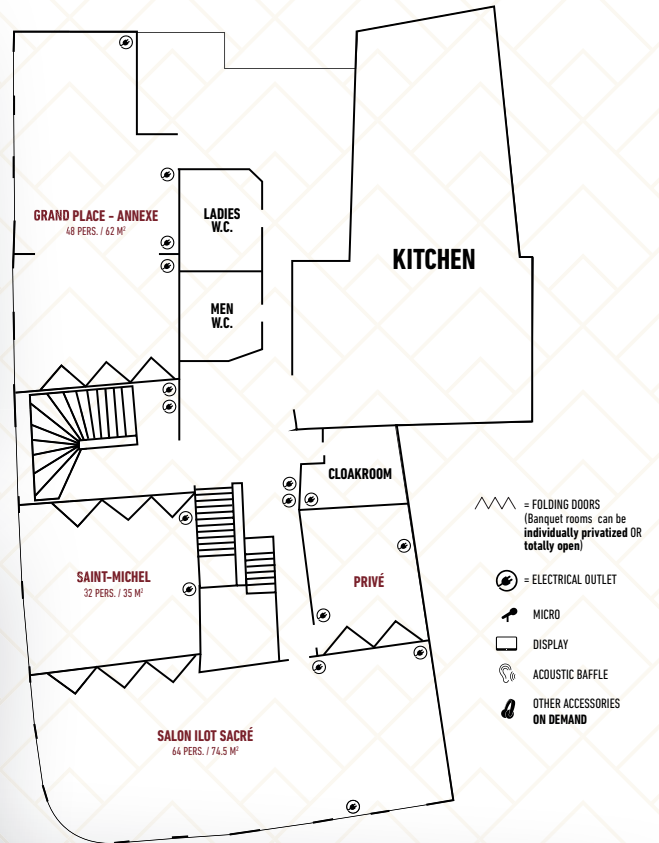 GRAND PLACE - ANNEXE
48 PERS. / 62 M²
LADIES
W.C.
MEN
W.C.
KITCHEN
CLOAKROOM
SAINT-MICHEL
32 PERS. / 35 M²
PRIVÉ
SALON ILOT SACRÉ
64 PERS. / 74.5 M²
= FOLDING DOORS
(Banquet rooms can be
individually privatized OR
totally open)
= ELECTRICAL OUTLET
MICRO
DISPLAY
ACOUSTIC BAFFLE
OTHER ACCESSORIES
ON DEMAND